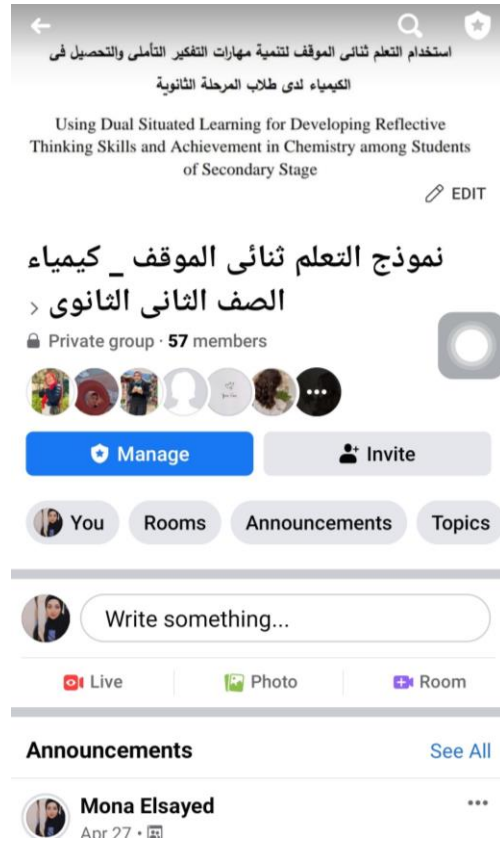 استخدام التعلم ثنائى الموقف لتنمية مهارات التفكير التأملى والتحصيل فى
الكيمياء لدى طلاب المرحلة الثانوية
Using Dual Situated Learning for Developing Reflective
Thinking Skills and Achievement in Chemistry among Students
of Secondary Stage
EDIT
نموذج التعلم ثنائى الموقف _ كيمياء
الصف الثانى الثانوى
Private group · 57 members
Manage
Invite
You Rooms Announcements Topics
Write something...
Live Photo Room
Announcements See All
Mona Elsayed
Apr 27